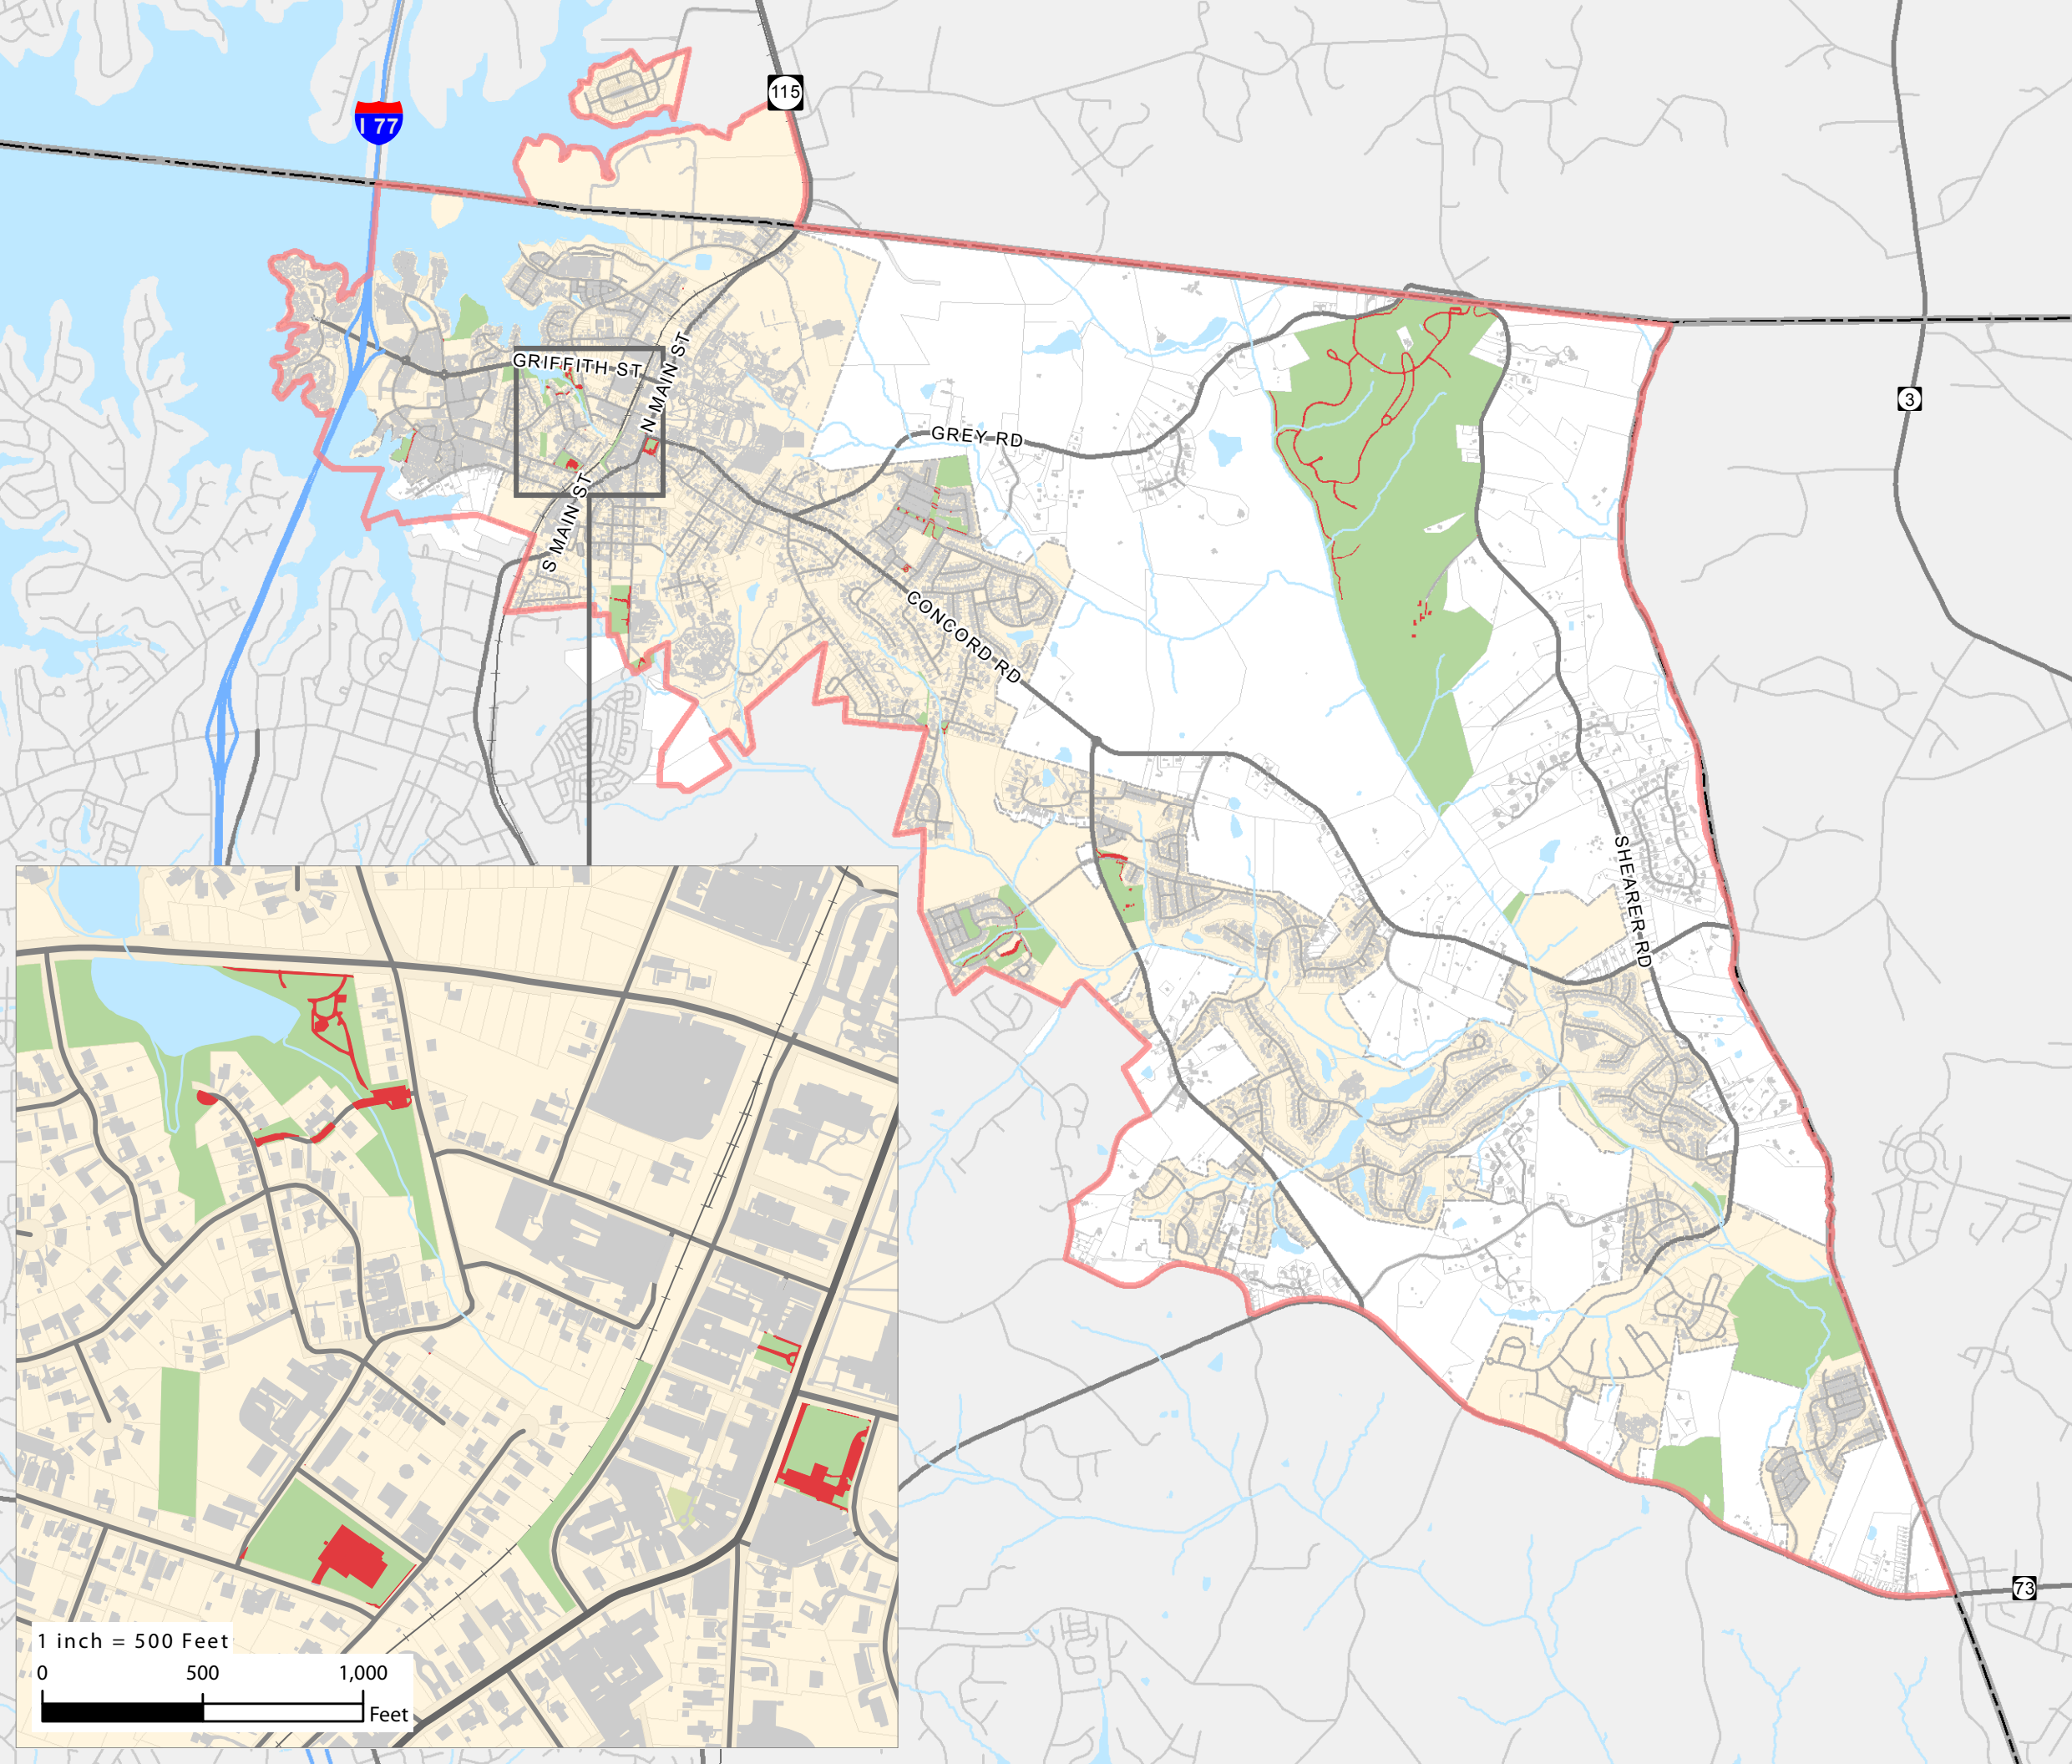 115
I 77
GRIFFITH ST
N MAIN ST
3
GREY RD
S MAIN ST
CONCORD RD
SHEARER RD
73
1 inch = 500 Feet
0 500 1,000
Feet